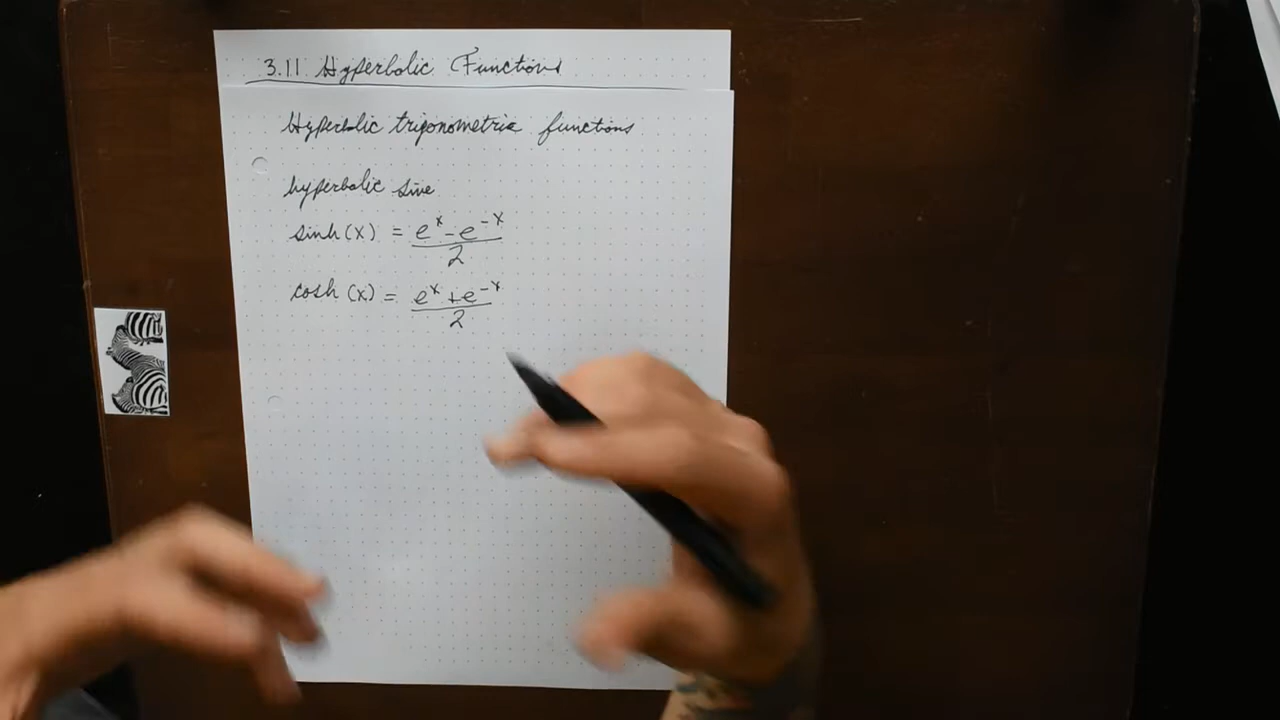 3.11 Hyperbolic Functions
Hyperbolic trigonometric functions
hyperbolic sine
sinh(x) = e^x - e^-x / 2
cosh(x) = e^x + e^-x / 2